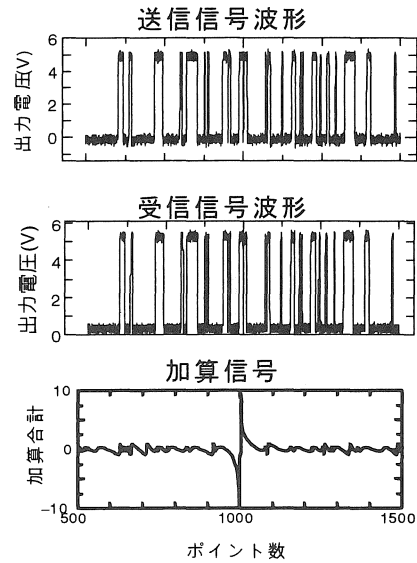 送信信号波形
出力電圧(V)
6
4
2
0
受信信号波形
出力電圧(V)
6
4
2
0
加算信号
加算合計
10
0
-10
500
1000
1500
ポイント数